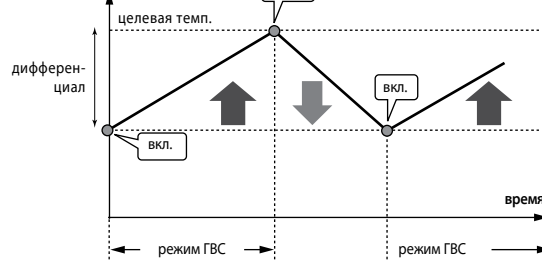 целевая темп.
дифферен-
циал
вкл.
вкл.
время
режим ГВС
режим ГВС